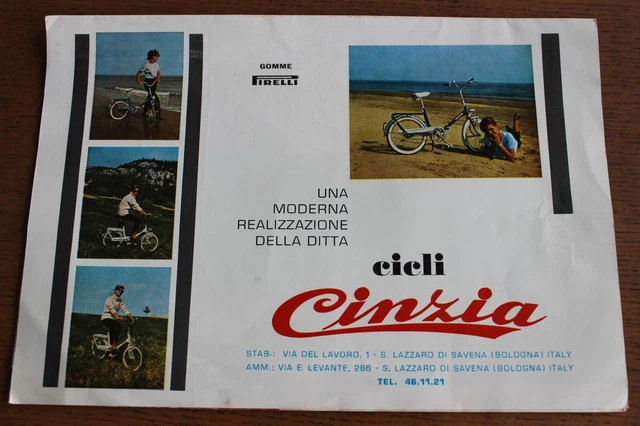 GOMME
PIRELLI
UNA
MODERNA
REALIZZAZIONE
DELLA DITTA
cicli
Cinzia
STAB.: VIA DEL LAVORO, 1 - S. LAZZARO DI SAVENA (BOLOGNA) ITALY
AMM.: VIA E. LEVANTE, 286 - S. LAZZARO DI SAVENA (BOLOGNA) ITALY
TEL. 46.11.21